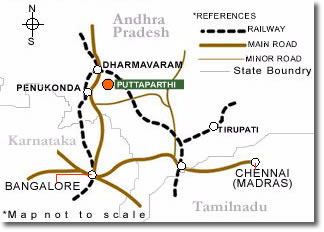 N
S
Andhra
Pradesh
*REFERENCES
RAILWAY
MAIN ROAD
MINOR ROAD
State Boundry
DHARMAVARAM
PUTTAPARTHI
PENUKONDA
TIRUPATI
Karnataka
CHENNAI
(MADRAS)
BANGALORE
Tamilnadu
*Map not to scale